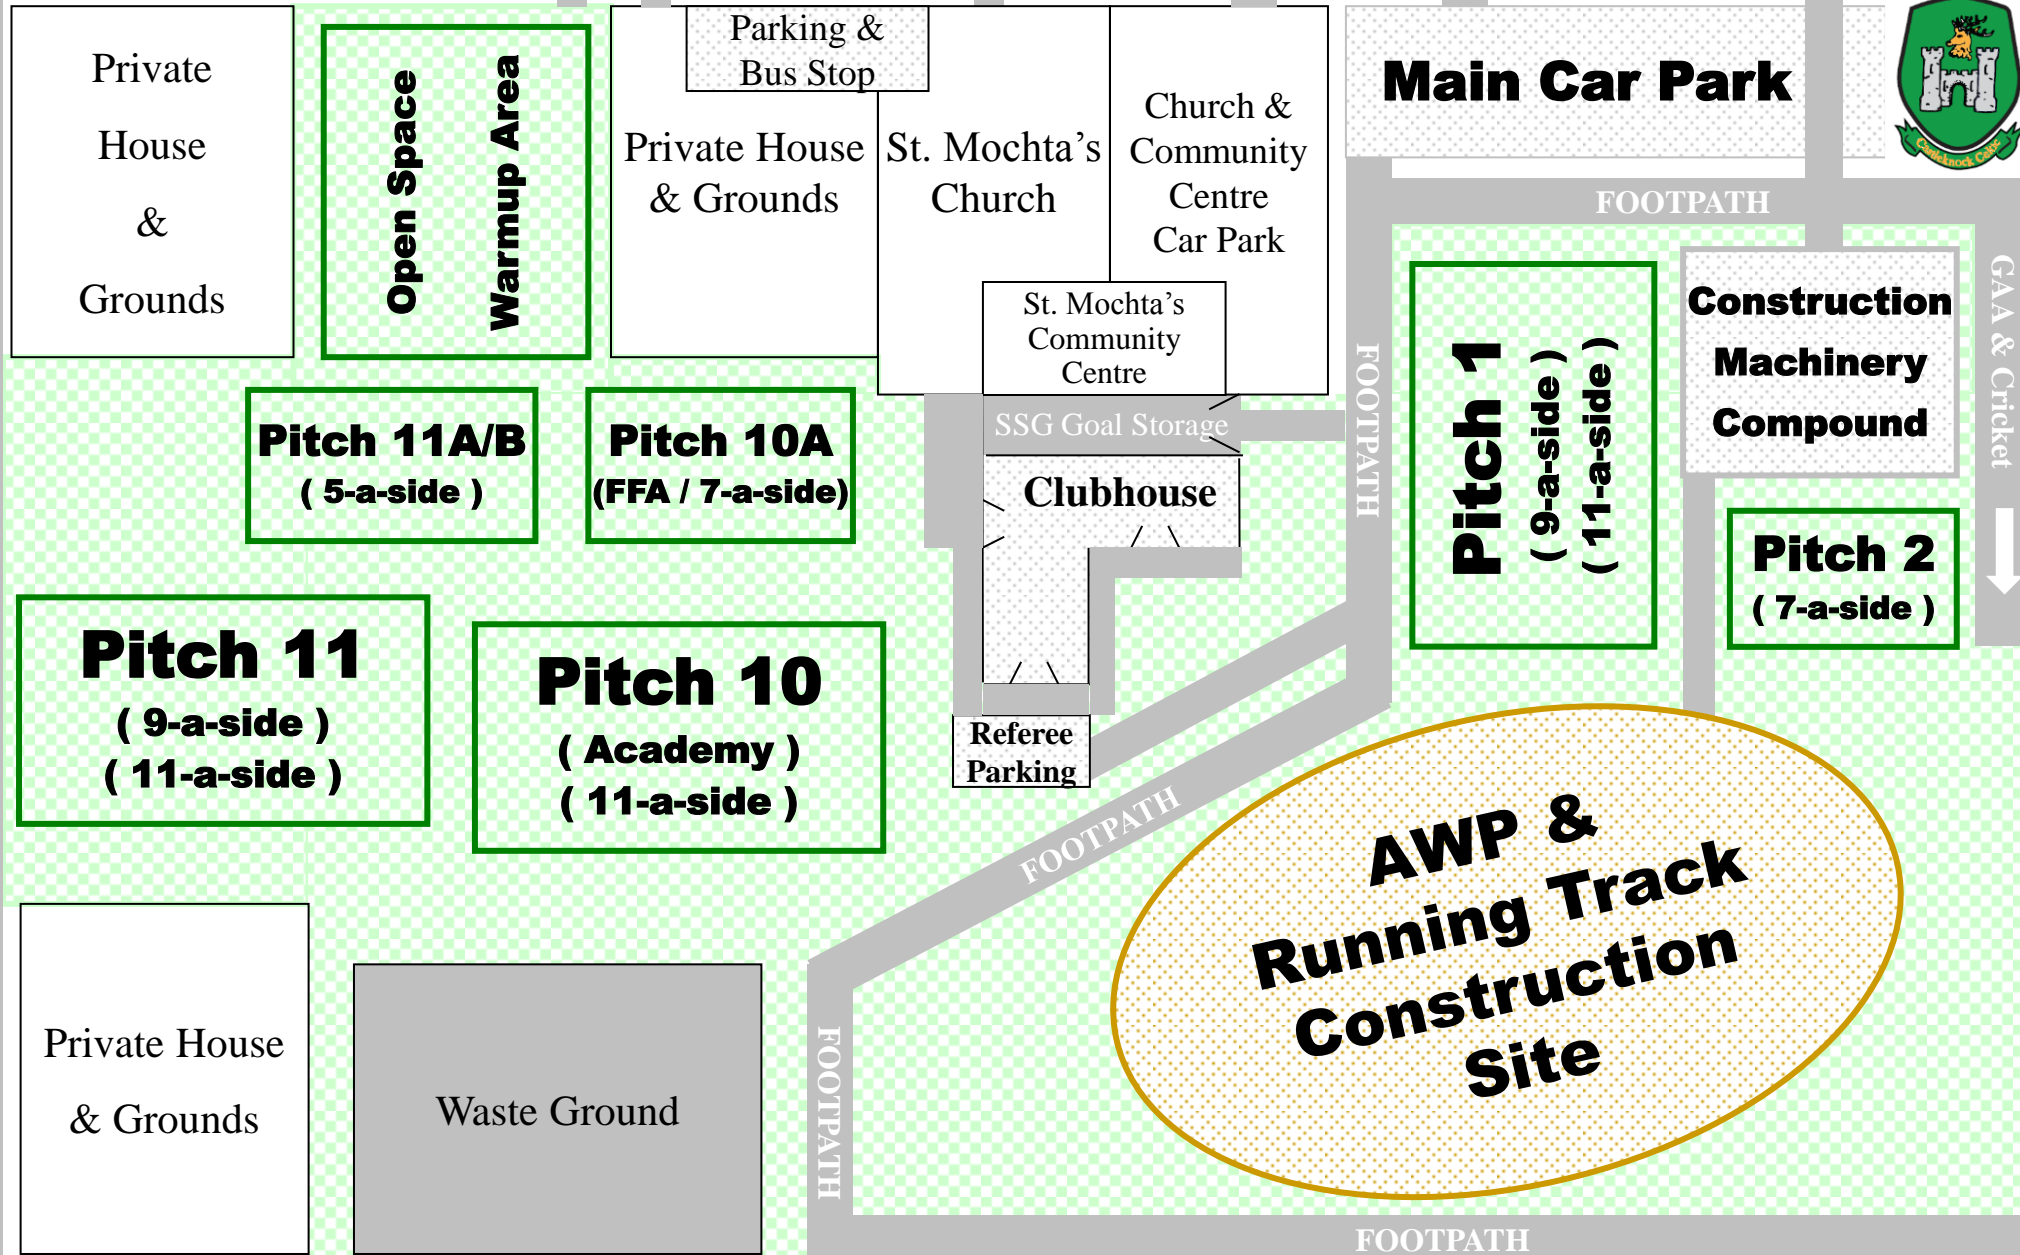 Private
House
&
Grounds
Open Space
Warmup Area
Parking &
Bus Stop
Private House
& Grounds
St. Mochta’s
Church
Church &
Community
Centre
Car Park
St. Mochta’s
Community
Centre
Main Car Park
Castleknock Celtic
FOOTPATH
GAA & Cricket
Construction
Machinery
Compound
Pitch 1
( 9-a-side )
( 11-a-side )
FOOTPATH
Pitch 2
( 7-a-side )
SSG Goal Storage
Clubhouse
Pitch 11A/B
( 5-a-side )
Pitch 10A
(FFA / 7-a-side)
Pitch 11
( 9-a-side )
( 11-a-side )
Pitch 10
( Academy )
( 11-a-side )
Referee
Parking
FOOTPATH
AWP &
Running Track
Construction
Site
Private House
& Grounds
Waste Ground
FOOTPATH
FOOTPATH